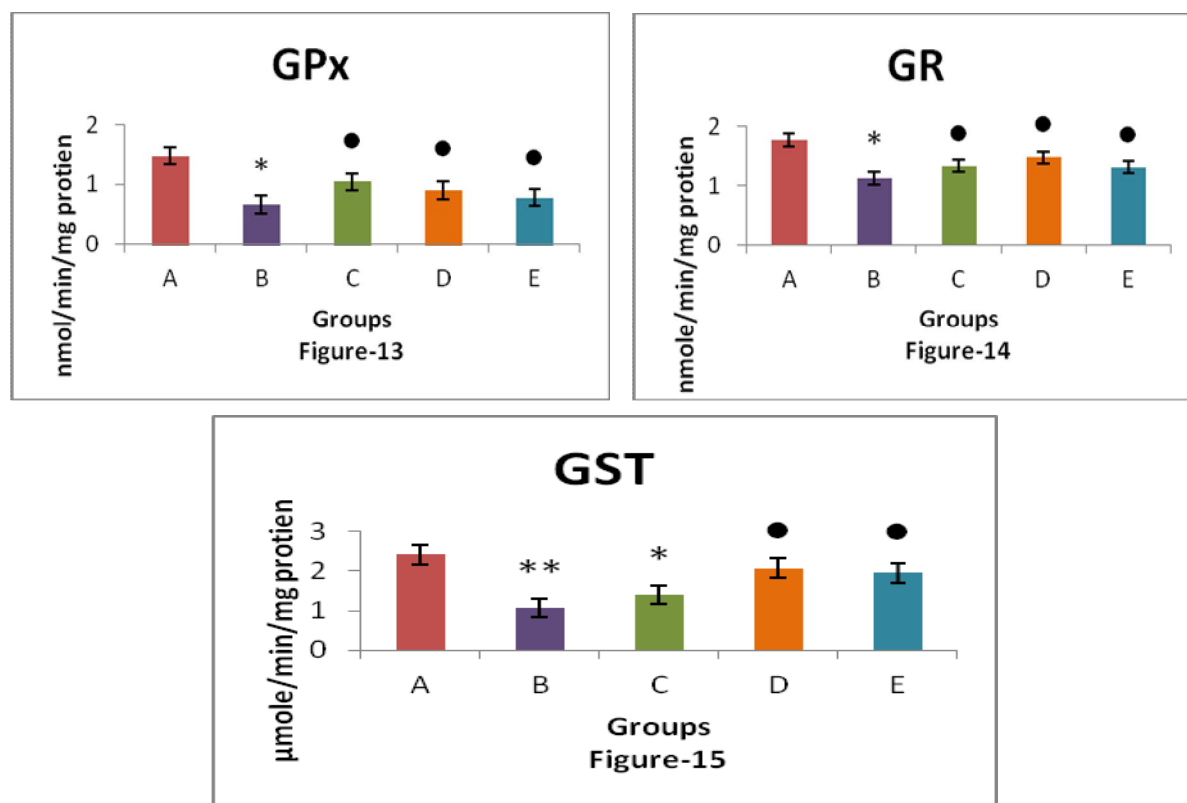 GPx
nmol/min/mg protien
2
1
0
*
●
●
●
A B C D E
Groups
Figure-13
GR
nmole/min/mg protien
2
1
0
*
●
●
●
A B C D E
Groups
Figure-14
GST
µmole/min/mg protien
3
2
1
0
**
*
●
●
A B C D E
Groups
Figure-15